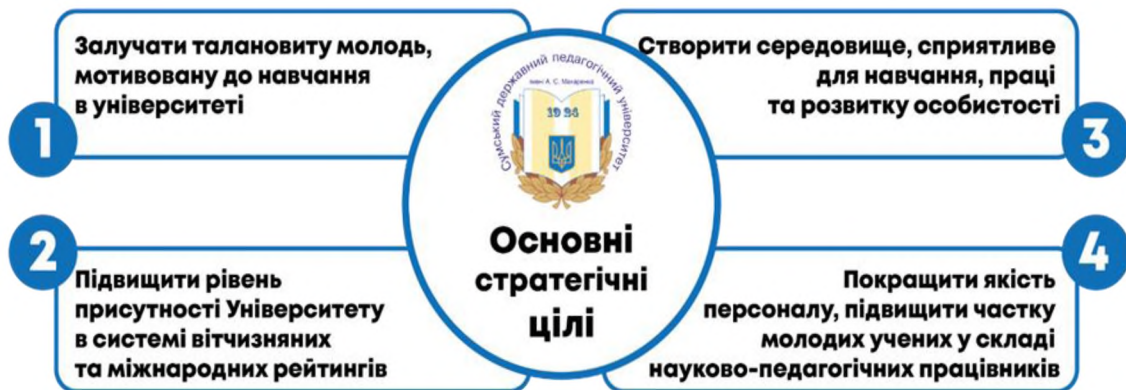 1
Залучати талановиту молодь,
мотивовану до навчання
в університеті
2
Підвищити рівень
присутності Університету
в системі вітчизняних
та міжнародних рейтингів
Сумський державний педагогічний університет
імені А. С. Макаренка
1924
Основні
стратегічні
цілі
3
Створити середовище, сприятливе
для навчання, праці
та розвитку особистості
4
Покращити якість
персоналу, підвищити частку
молодих учених у складі
науково-педагогічних працівників